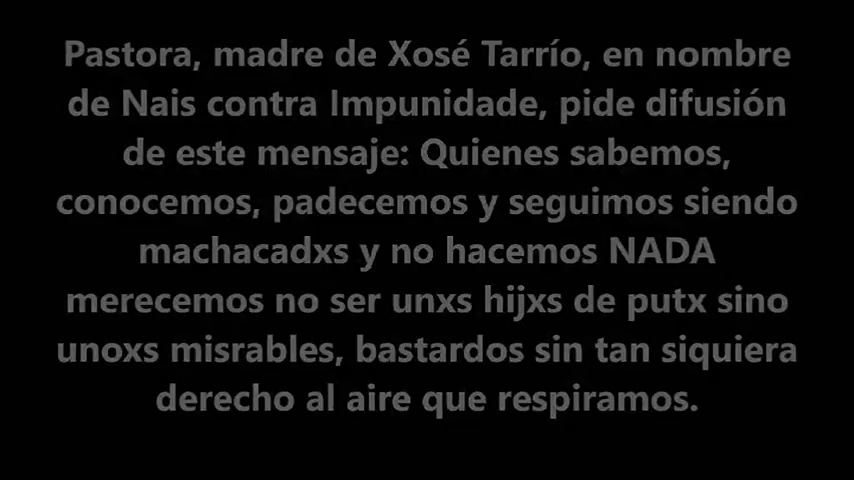 Pastora, madre de Xosé Tarrío, en nombre
de Nais contra Impunidade, pide difusión
de este mensaje: Quienes sabemos,
conocemos, padecemos y seguimos siendo
machacadxs y no hacemos NADA
merecemos no ser unxs hijxs de putx sino
unoxs misrables, bastardos sin tan siquiera
derecho al aire que respiramos.